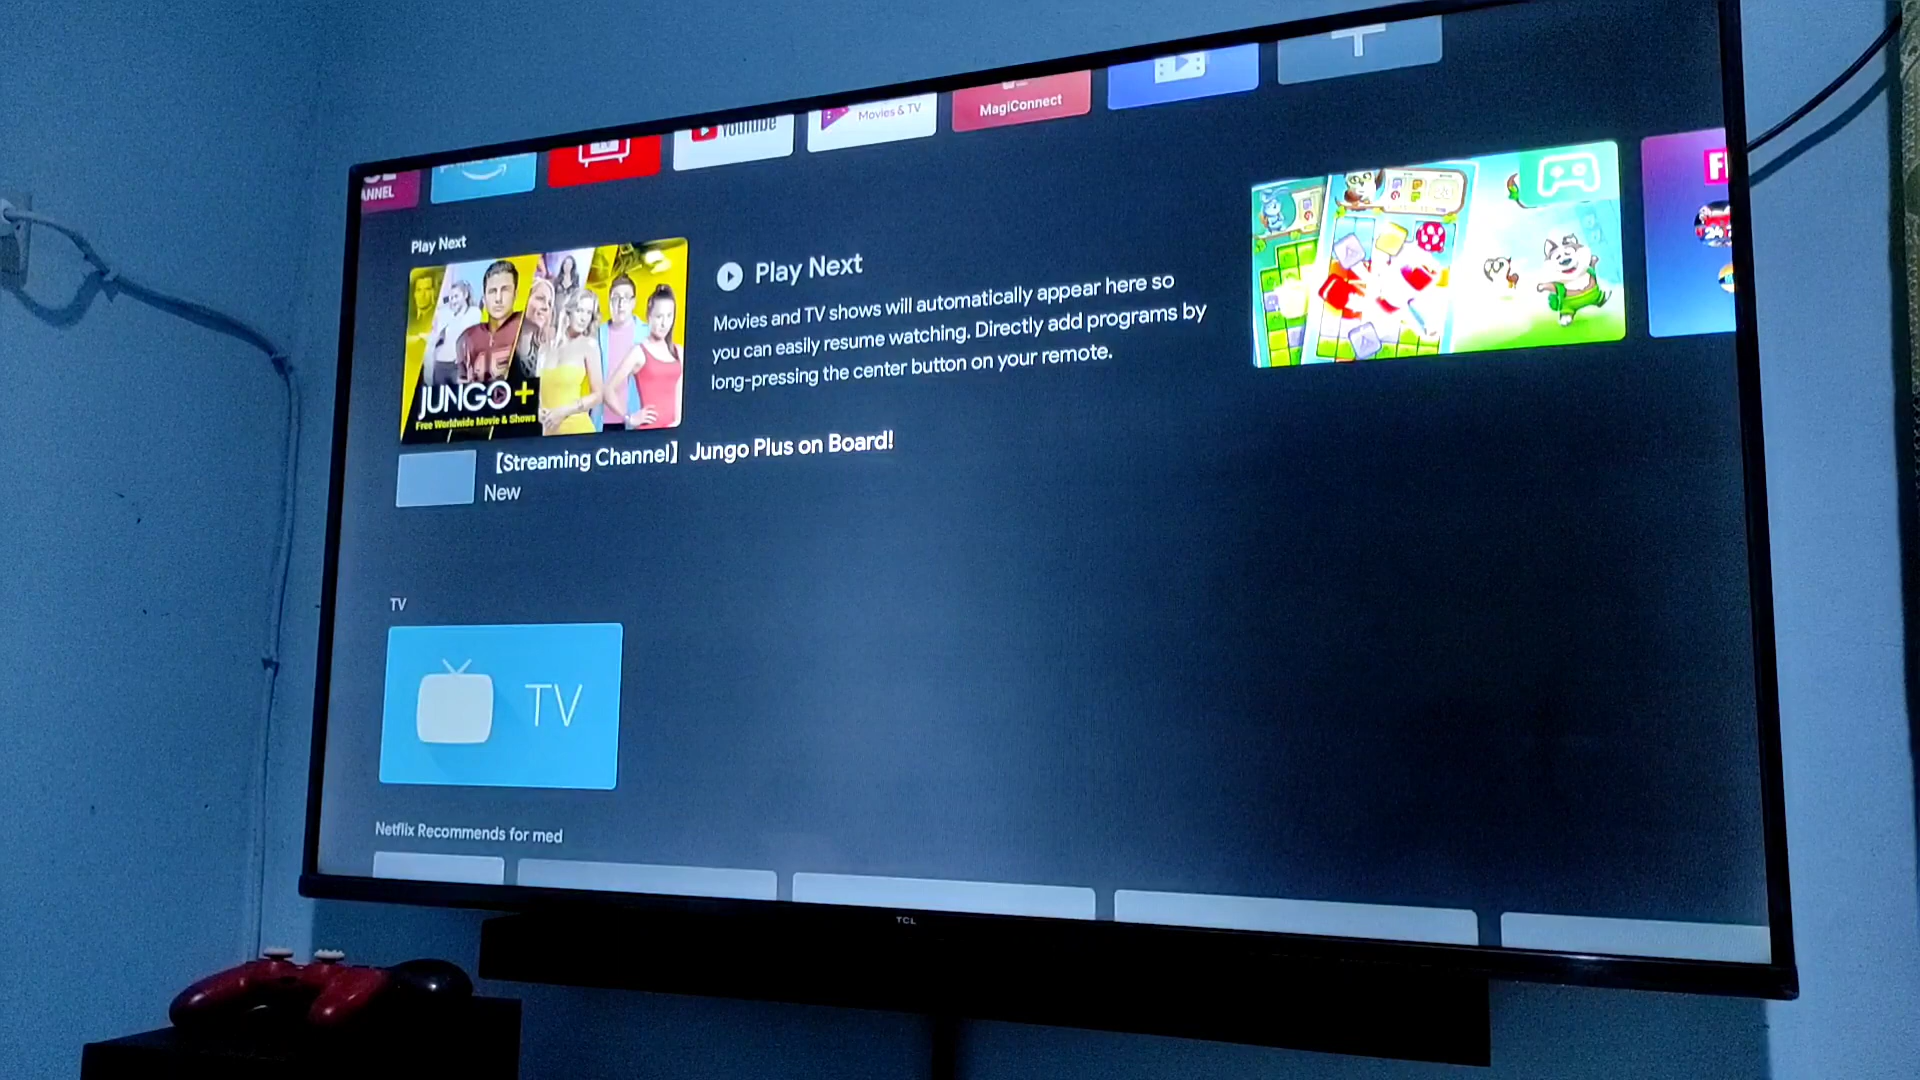 ANNEL
YouTube
Movies & TV
MagiConnect
Play Next
JUNGO+
Free Worldwide Movie & Shows
Play Next
Movies and TV shows will automatically appear here so
you can easily resume watching. Directly add programs by
long-pressing the center button on your remote.
【Streaming Channel】Jungo Plus on Board!
New
TV
TV
Netflix Recommends for med
TCL